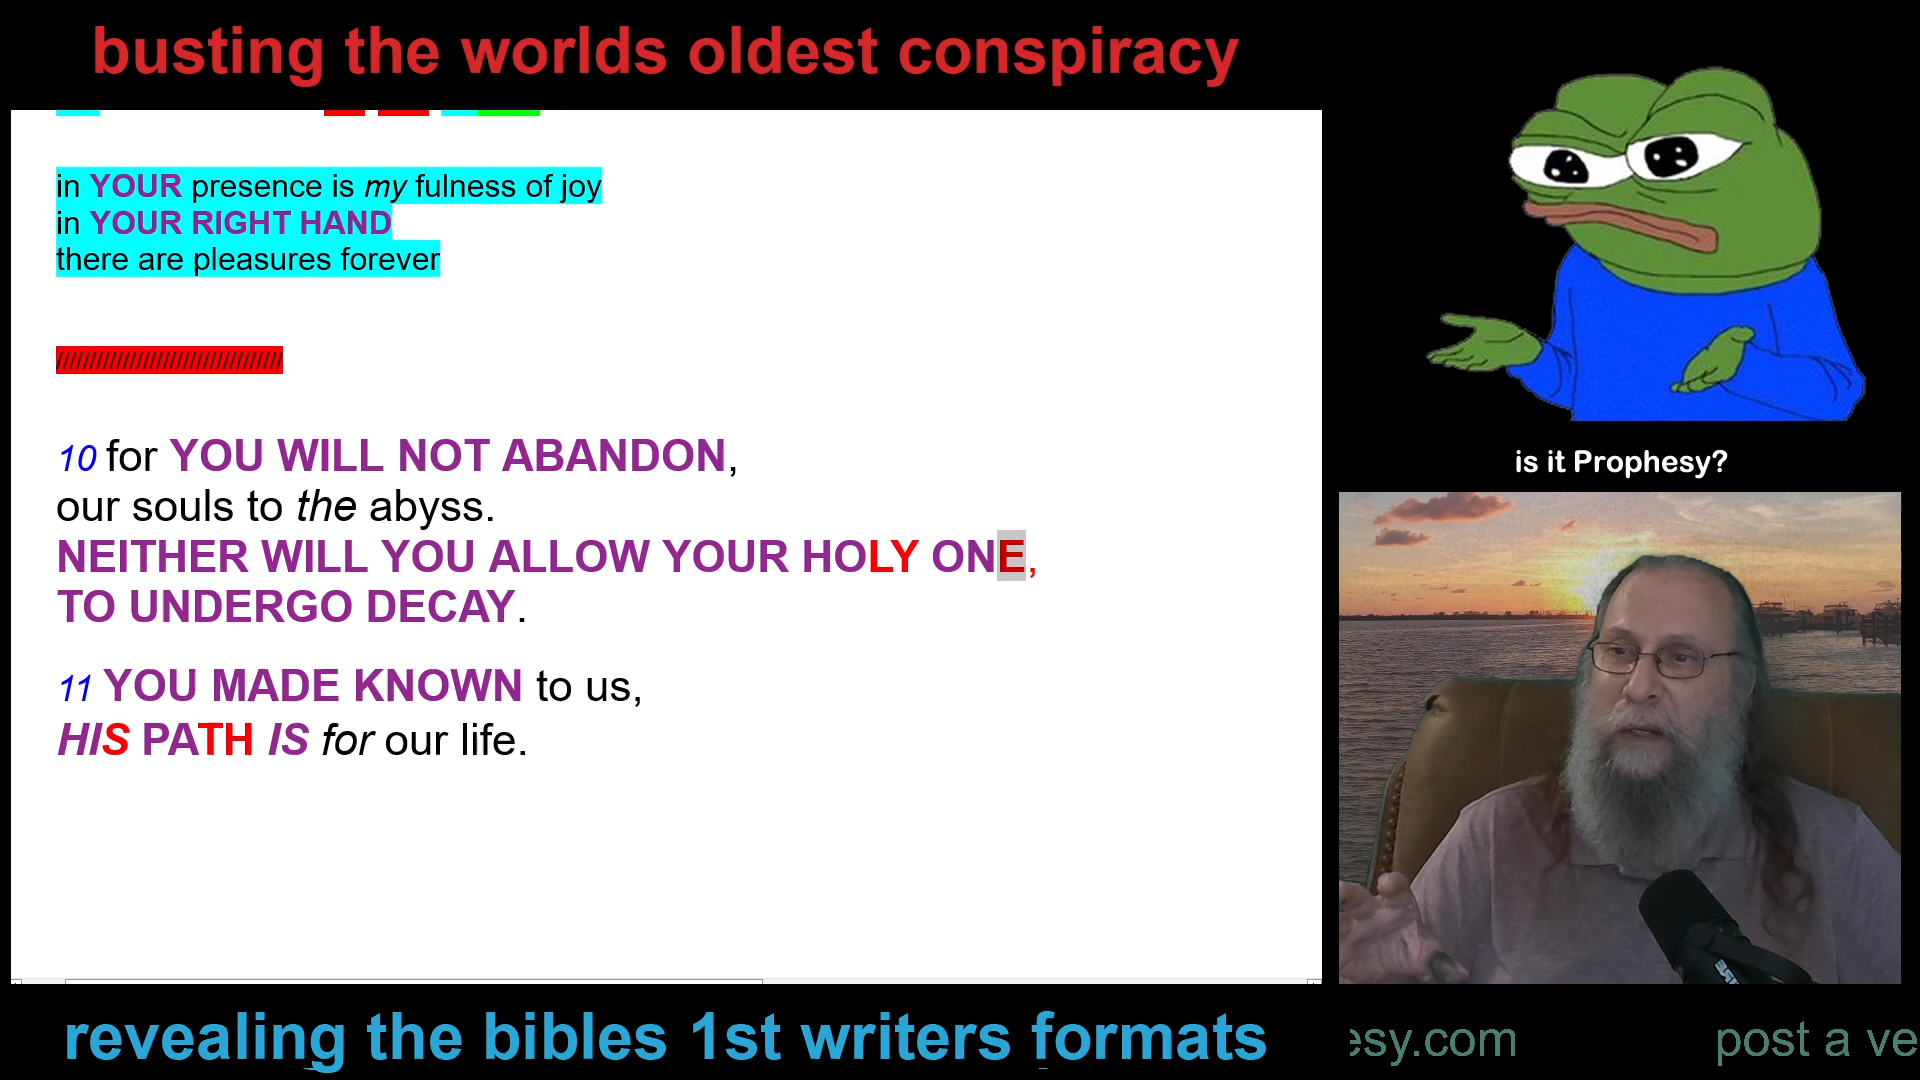 busting the worlds oldest conspiracy
in YOUR presence is my fulness of joy
in YOUR RIGHT HAND
there are pleasures forever
//////////////////////////////////
10 for YOU WILL NOT ABANDON,
our souls to the abyss.
NEITHER WILL YOU ALLOW YOUR HOLY ONE,
TO UNDERGO DECAY.
11 YOU MADE KNOWN to us,
HIS PATH IS for our life.
is it Prophesy?
revealing the bibles 1st writers formats
esy.com post a ve